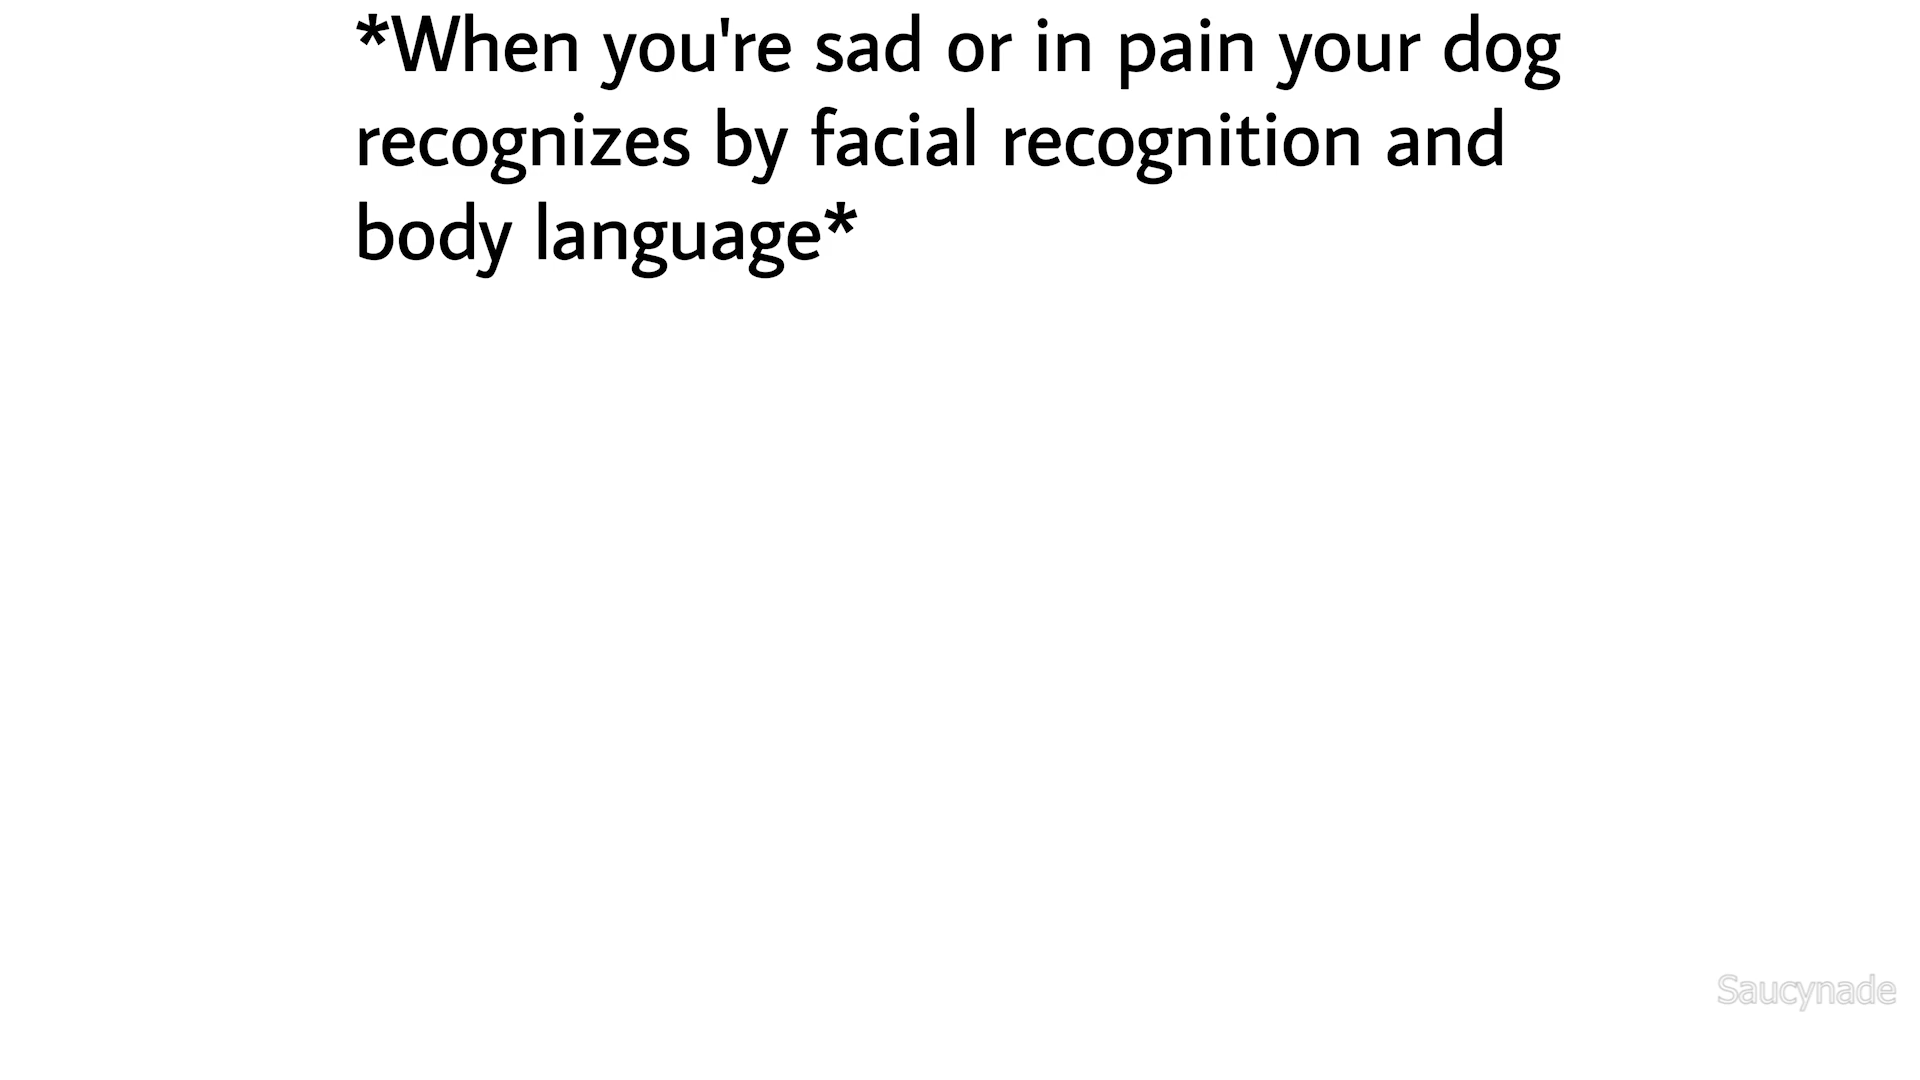 *When you're sad or in pain your dog
recognizes by facial recognition and
body language*
Saucynade